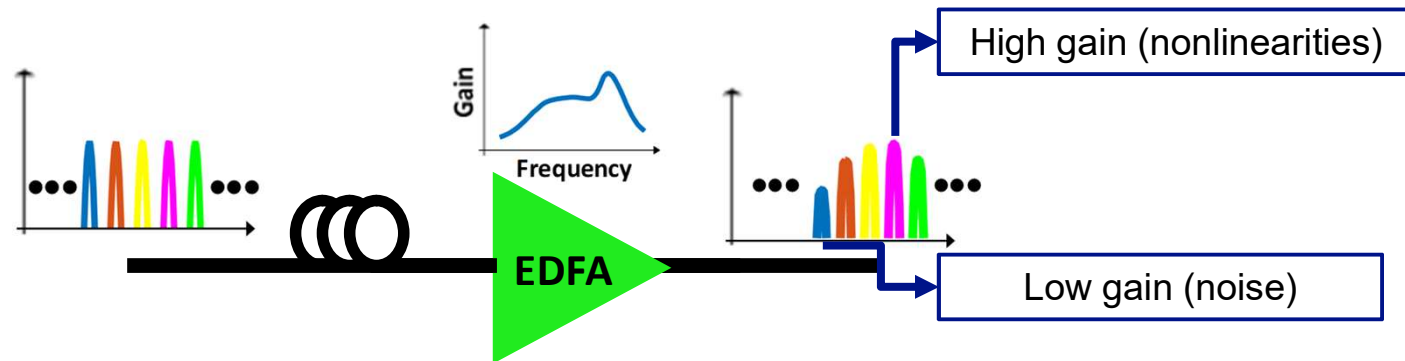 High gain (nonlinearities)
Gain
Frequency
EDFA
Low gain (noise)